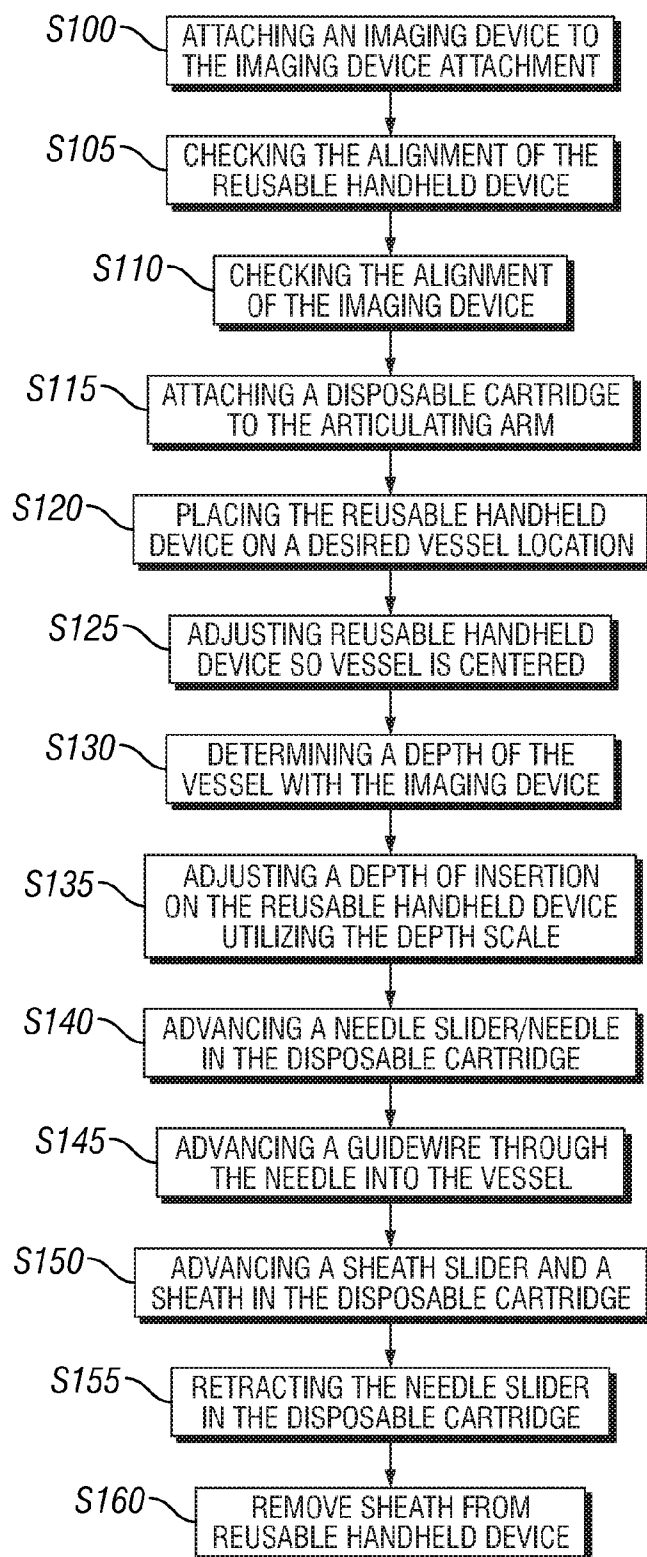 S100
ATTACHING AN IMAGING DEVICE TO
THE IMAGING DEVICE ATTACHMENT
S105
CHECKING THE ALIGNMENT OF THE
REUSABLE HANDHELD DEVICE
S110
CHECKING THE ALIGNMENT
OF THE IMAGING DEVICE
S115
ATTACHING A DISPOSABLE CARTRIDGE
TO THE ARTICULATING ARM
S120
PLACING THE REUSABLE HANDHELD
DEVICE ON A DESIRED VESSEL LOCATION
S125
ADJUSTING REUSABLE HANDHELD
DEVICE SO VESSEL IS CENTERED
S130
DETERMINING A DEPTH OF THE
VESSEL WITH THE IMAGING DEVICE
S135
ADJUSTING A DEPTH OF INSERTION
ON THE REUSABLE HANDHELD DEVICE
UTILIZING THE DEPTH SCALE
S140
ADVANCING A NEEDLE SLIDER/NEEDLE
IN THE DISPOSABLE CARTRIDGE
S145
ADVANCING A GUIDEWIRE THROUGH
THE NEEDLE INTO THE VESSEL
S150
ADVANCING A SHEATH SLIDER AND A
SHEATH IN THE DISPOSABLE CARTRIDGE
S155
RETRACTING THE NEEDLE SLIDER
IN THE DISPOSABLE CARTRIDGE
S160
REMOVE SHEATH FROM
REUSABLE HANDHELD DEVICE